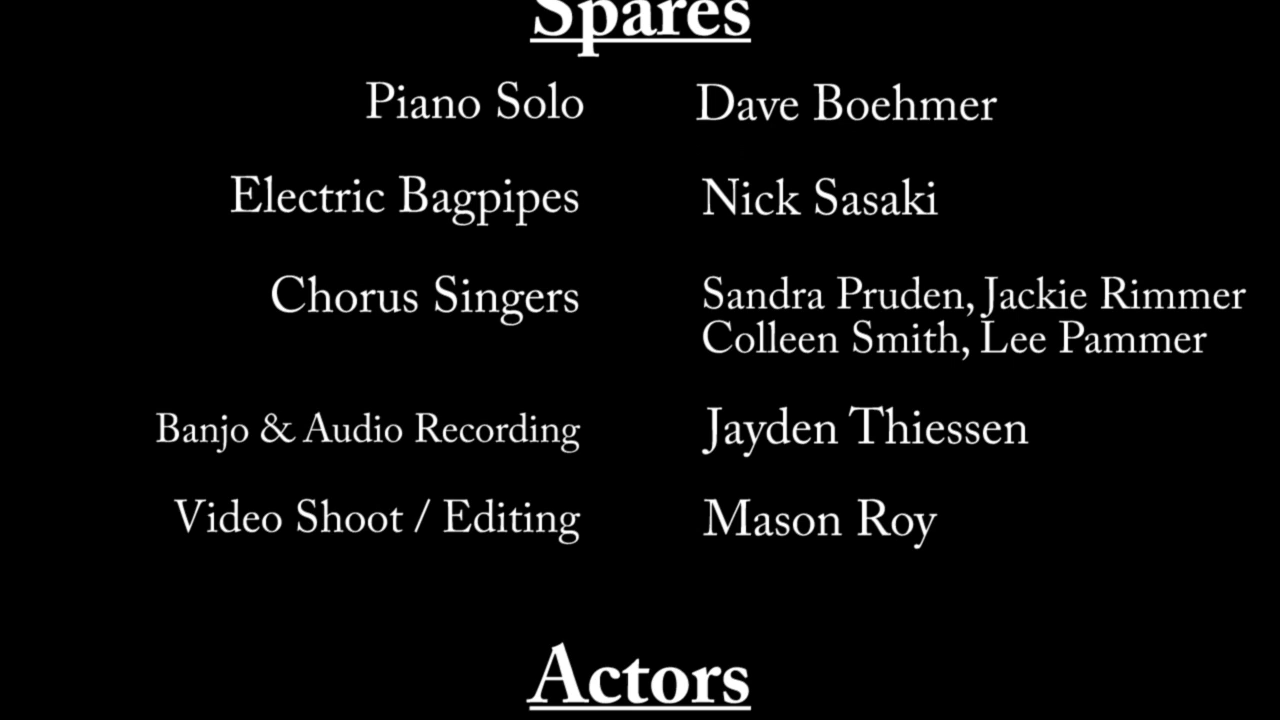 Spares
Piano Solo Dave Boehmer
Electric Bagpipes Nick Sasaki
Chorus Singers Sandra Pruden, Jackie Rimmer
Colleen Smith, Lee Pammer
Banjo & Audio Recording Jayden Thiessen
Video Shoot / Editing Mason Roy
Actors